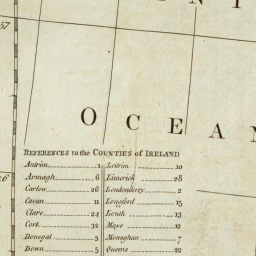 57
OCEAN
REFERENCES to the COUNTIES of IRELAND
Antrim 1 Leitrim 10
Armagh 6 Limerick 28
Carlow 26 Londonderry 2
Cavan 11 Longford 15
Clare 24 Louth 13
Cork 32 Mayo 12
Donegal 3 Monaghan 7
Down 5 Queens 22